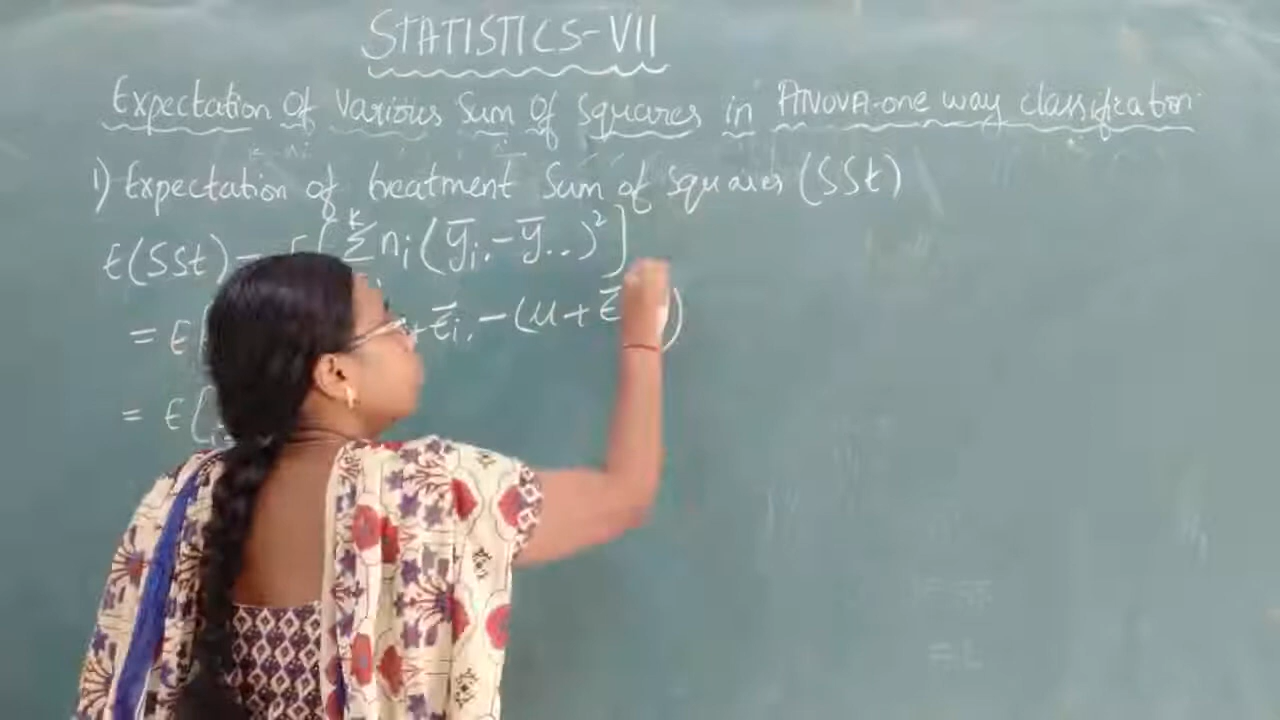 STATISTICS-VII
Expectation Of Various Sum Of Squares in ANOVA-one way classification.
1) Expectation of treatment Sum of Squares (SSt)
E(SSt) = E[ k Σ nᵢ (ȳᵢ. - ȳ..)²]
= E + ε̄ᵢ. - (μ + ε̄ )
= E(